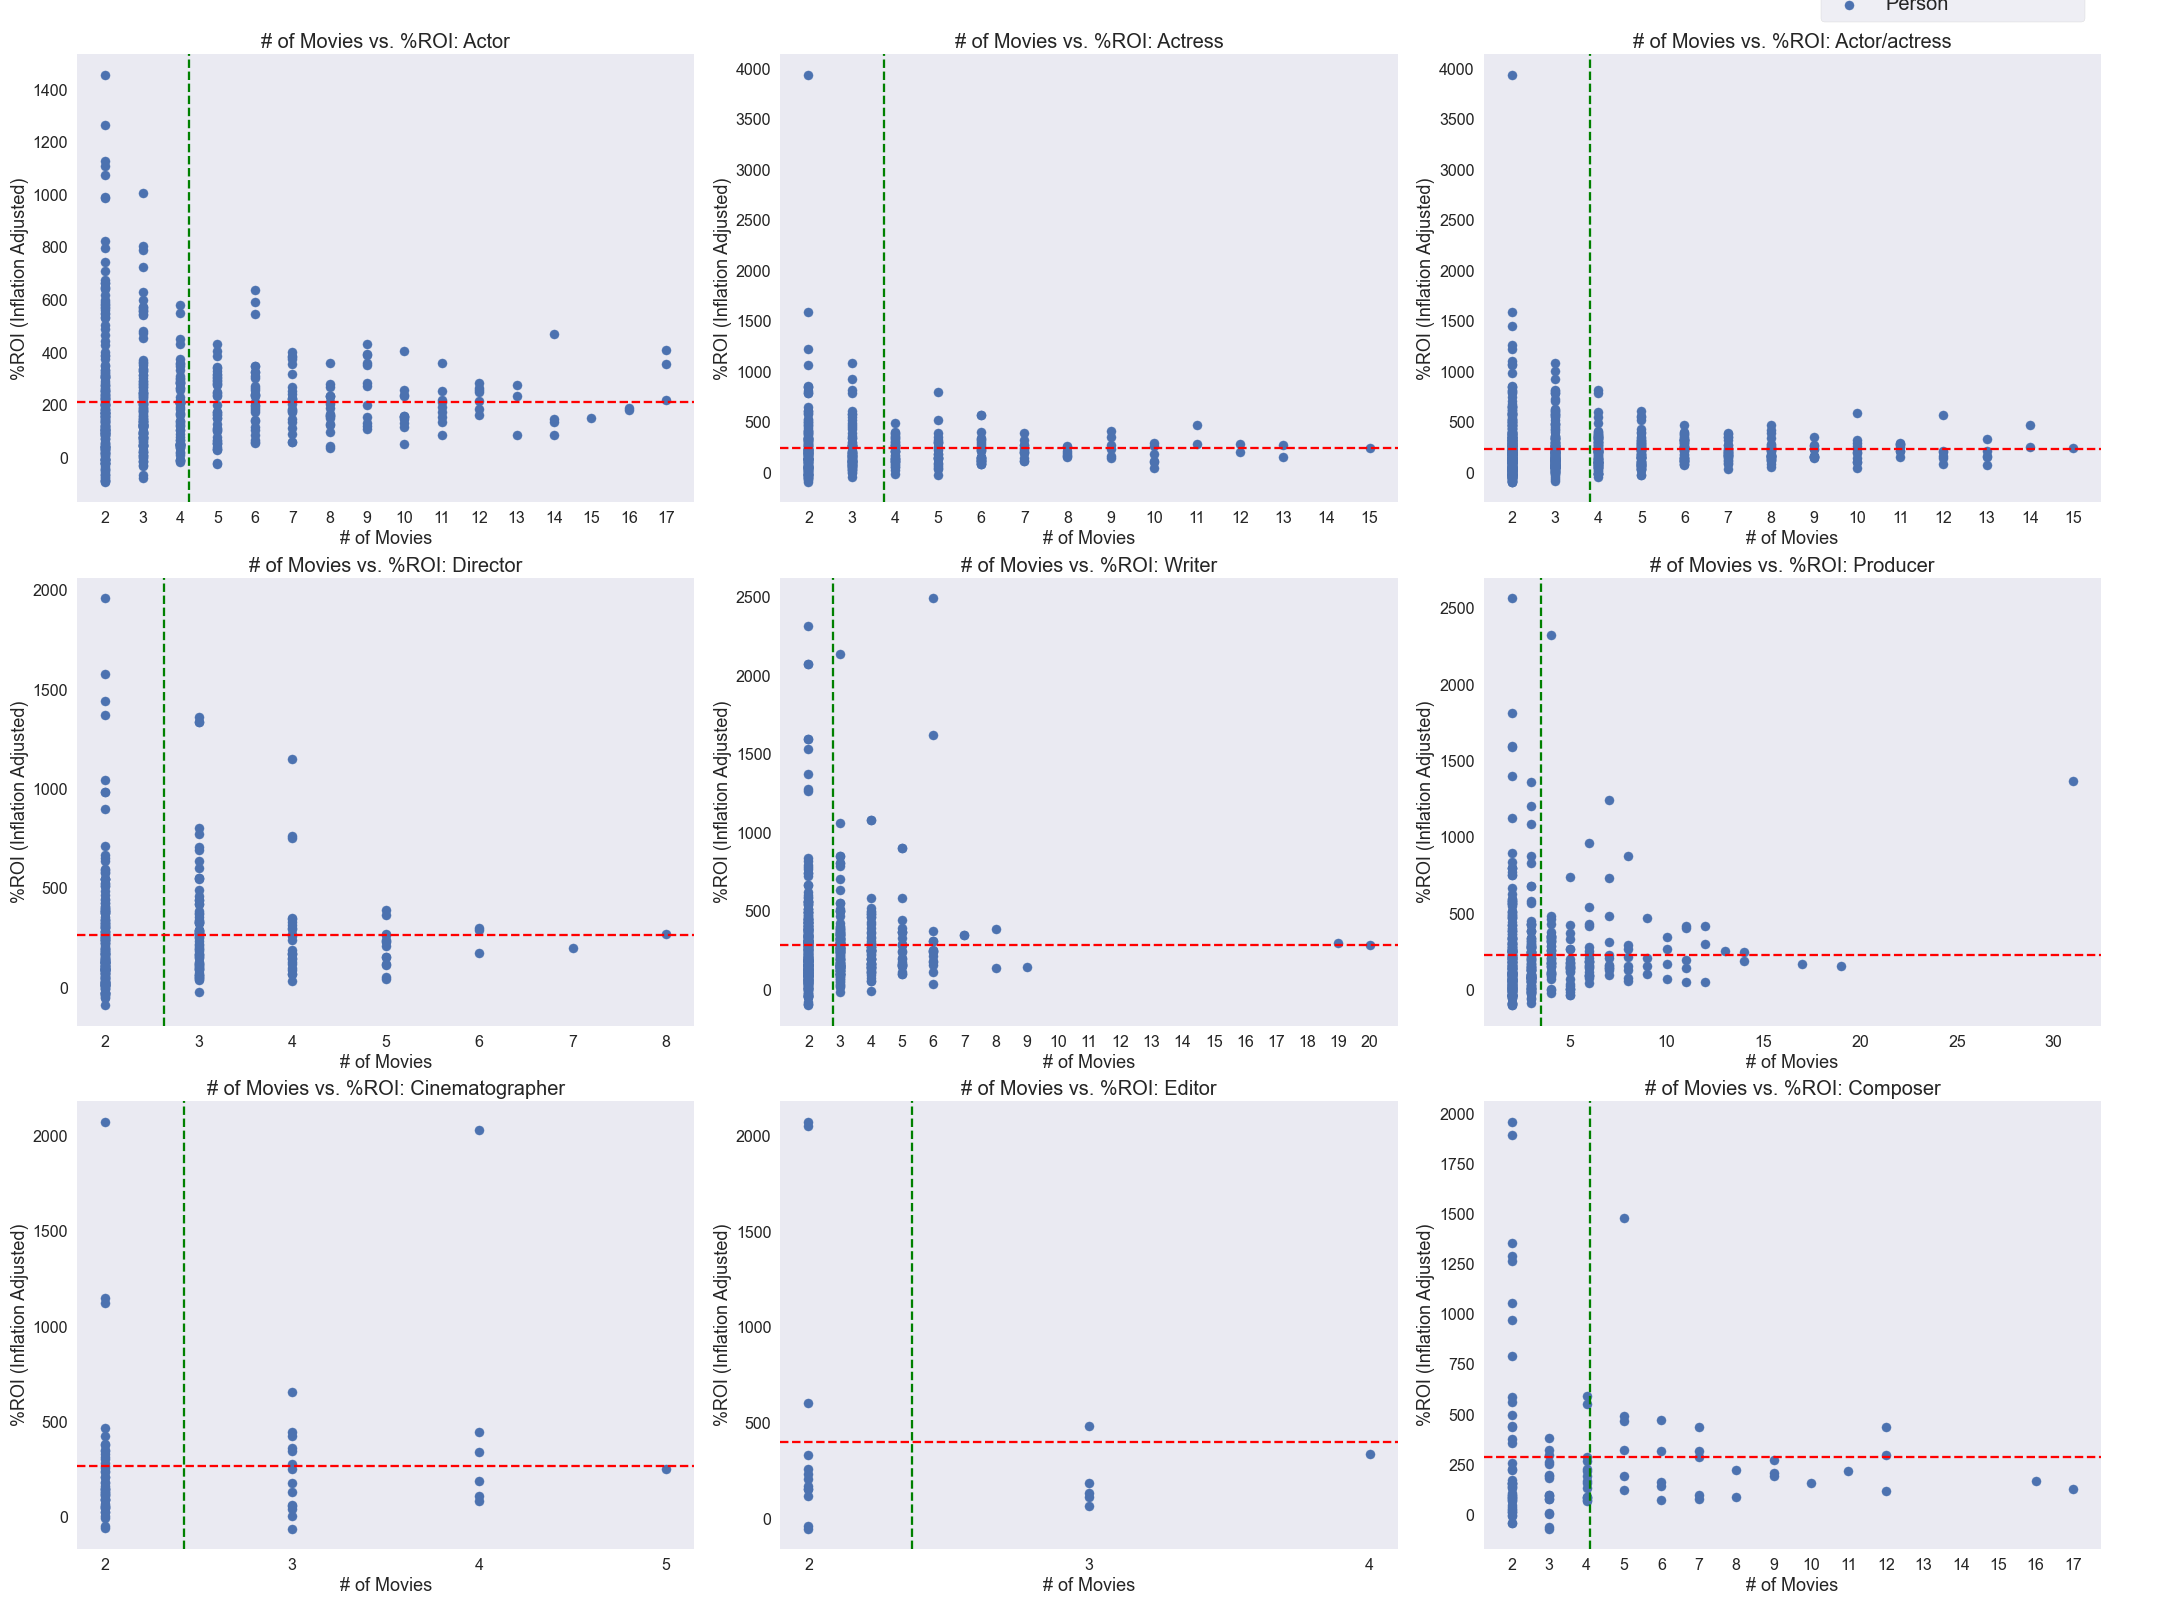 Person
# of Movies vs. %ROI: Actor
1400
1200
1000
800
600
400
200
0
%ROI (Inflation Adjusted)
2 3 4 5 6 7 8 9 10 11 12 13 14 15 16 17
# of Movies
# of Movies vs. %ROI: Actress
4000
3500
3000
2500
2000
1500
1000
500
0
%ROI (Inflation Adjusted)
2 3 4 5 6 7 8 9 10 11 12 13 14 15
# of Movies
# of Movies vs. %ROI: Actor/actress
4000
3500
3000
2500
2000
1500
1000
500
0
%ROI (Inflation Adjusted)
2 3 4 5 6 7 8 9 10 11 12 13 14 15
# of Movies
# of Movies vs. %ROI: Director
2000
1500
1000
500
0
%ROI (Inflation Adjusted)
2 3 4 5 6 7 8
# of Movies
# of Movies vs. %ROI: Writer
2500
2000
1500
1000
500
0
%ROI (Inflation Adjusted)
2 3 4 5 6 7 8 9 10 11 12 13 14 15 16 17 18 19 20
# of Movies
# of Movies vs. %ROI: Producer
2500
2000
1500
1000
500
0
%ROI (Inflation Adjusted)
5 10 15 20 25 30
# of Movies
# of Movies vs. %ROI: Cinematographer
2000
1500
1000
500
0
%ROI (Inflation Adjusted)
2 3 4 5
# of Movies
# of Movies vs. %ROI: Editor
2000
1500
1000
500
0
%ROI (Inflation Adjusted)
2 3 4
# of Movies
# of Movies vs. %ROI: Composer
2000
1750
1500
1250
1000
750
500
250
0
%ROI (Inflation Adjusted)
2 3 4 5 6 7 8 9 10 11 12 13 14 15 16 17
# of Movies